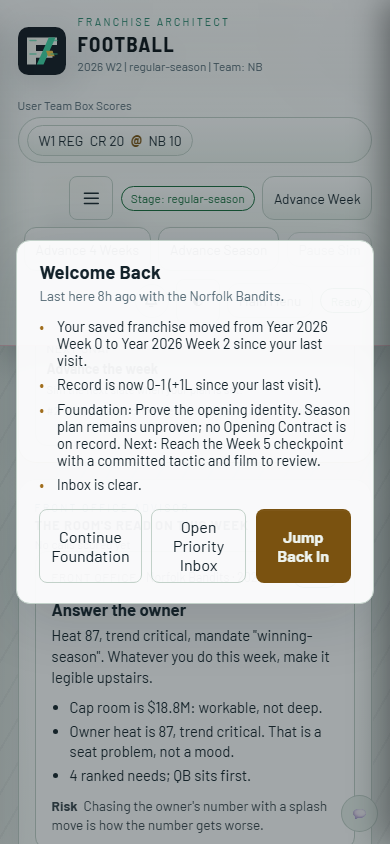 FRANCHISE ARCHITECT
FOOTBALL
2026 W2 | regular-season | Team: NB
User Team Box Scores
W1 REG CR 20 @ NB 10
Stage: regular-season
Advance Week
Advance 4 Weeks
Advance Season
Welcome Back
Last here 8h ago with the Norfolk Bandits.
• Your saved franchise moved from Year 2026
Week 0 to Year 2026 Week 2 since your last
visit.
• Record is now 0-1 (+1L since your last visit).
• Foundation: Prove the opening identity. Season
plan remains unproven; no Opening Contract is
on record. Next: Reach the Week 5 checkpoint
with a committed tactic and film to review.
• Inbox is clear.
Continue
Foundation
Open
Priority
Inbox
Jump
Back In
Answer the owner
Heat 87, trend critical, mandate "winning-
season". Whatever you do this week, make it
legible upstairs.
• Cap room is $18.8M: workable, not deep.
• Owner heat is 87, trend critical. That is a
seat problem, not a mood.
• 4 ranked needs; QB sits first.
Risk Chasing the owner's number with a splash
move is how the number gets worse.